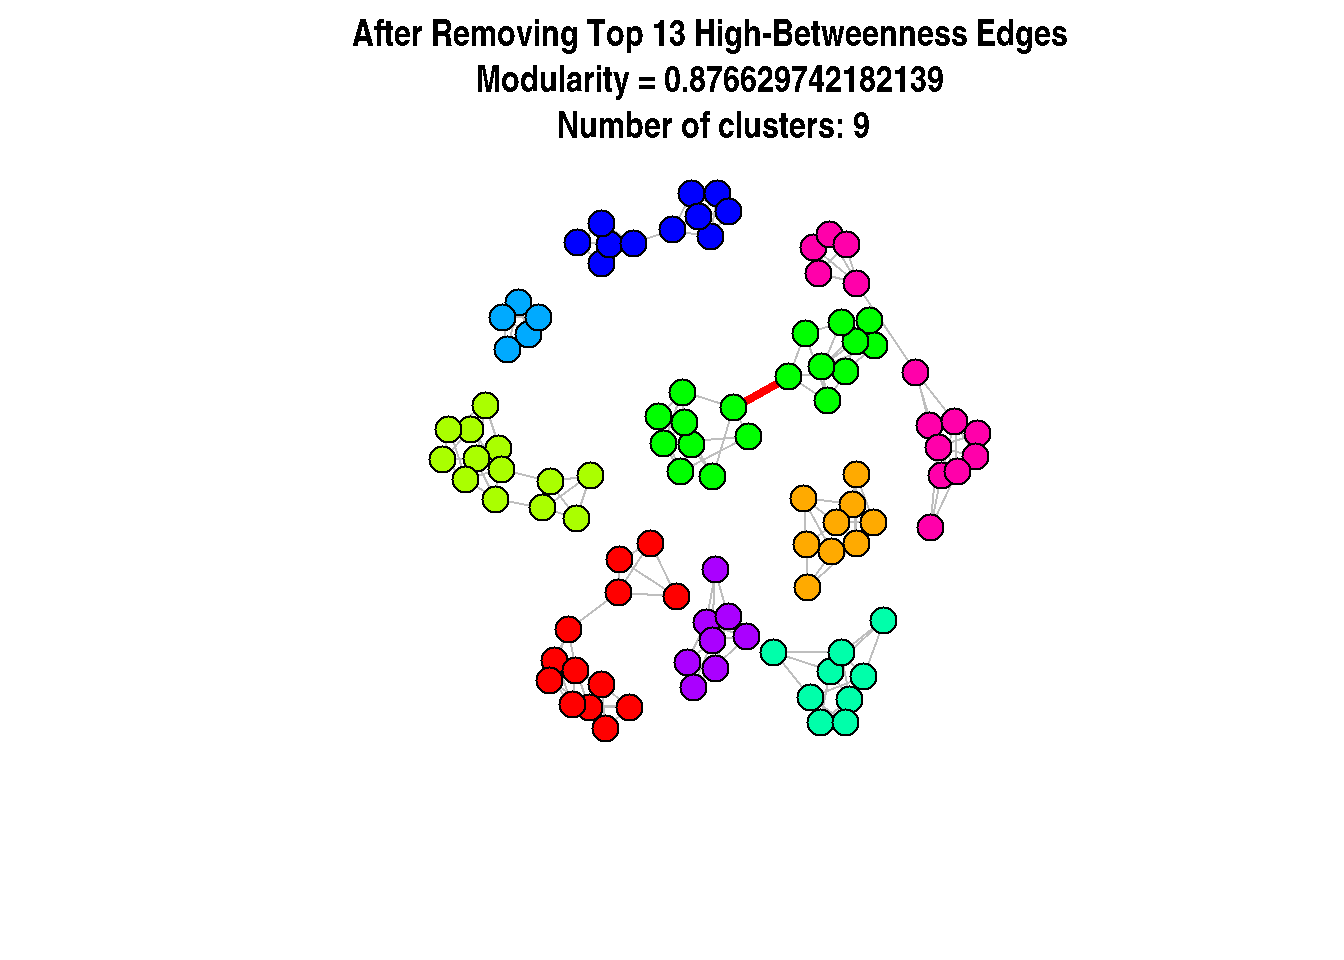 After Removing Top 13 High-Betweenness Edges
Modularity = 0.876629742182139
Number of clusters: 9